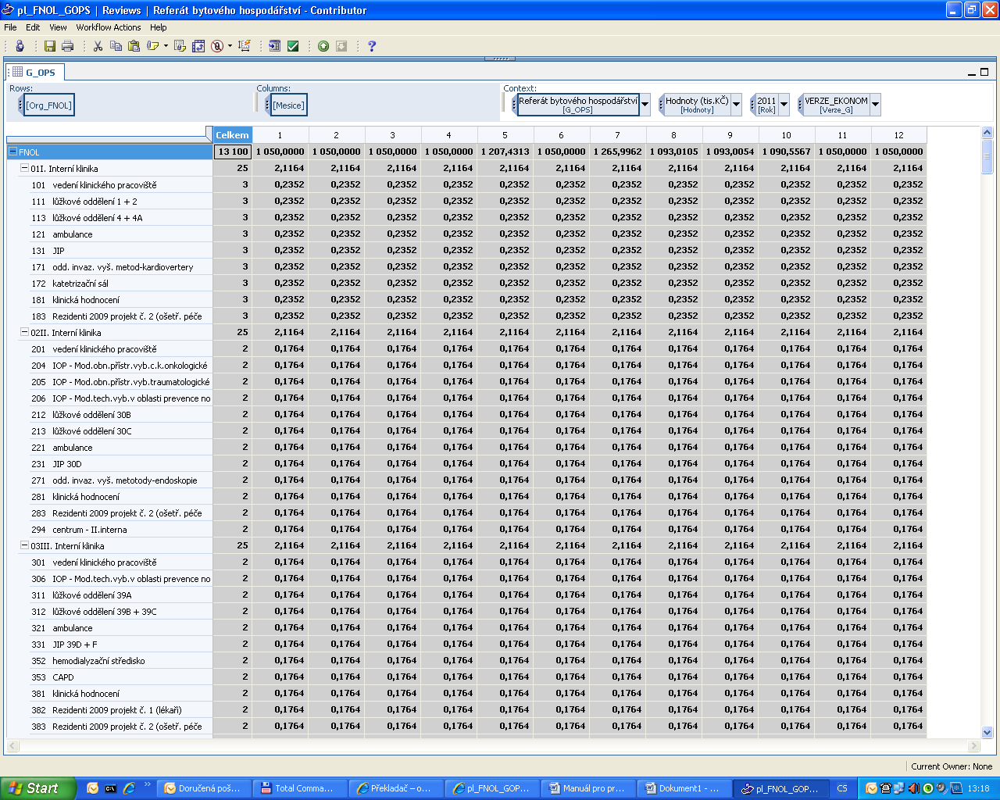 pl_FNOL_GOPS | Reviews | Referát bytového hospodářství - Contributor
File Edit View Workflow Actions Help
G_OPS
Rows: Columns: Context:
[Org_FNOL] [Mesice] Referát bytového hospodářství [G_OPS] Hodnoty (tis.KČ) [Hodnoty] 2011 [Rok] VERZE_EKONOM [Verze_G]
Celkem 1 2 3 4 5 6 7 8 9 10 11 12
FNOL 13 100 1 050,0000 1 050,0000 1 050,0000 1 050,0000 1 207,4313 1 050,0000 1 265,9962 1 093,0105 1 093,0054 1 090,5567 1 050,0000 1 050,0000
01I. Interní klinika 25 2,1164 2,1164 2,1164 2,1164 2,1164 2,1164 2,1164 2,1164 2,1164 2,1164 2,1164 2,1164
101 vedení klinického pracoviště 3 0,2352 0,2352 0,2352 0,2352 0,2352 0,2352 0,2352 0,2352 0,2352 0,2352 0,2352 0,2352
111 lůžkové oddělení 1 + 2 3 0,2352 0,2352 0,2352 0,2352 0,2352 0,2352 0,2352 0,2352 0,2352 0,2352 0,2352 0,2352
113 lůžkové oddělení 4 + 4A 3 0,2352 0,2352 0,2352 0,2352 0,2352 0,2352 0,2352 0,2352 0,2352 0,2352 0,2352 0,2352
121 ambulance 3 0,2352 0,2352 0,2352 0,2352 0,2352 0,2352 0,2352 0,2352 0,2352 0,2352 0,2352 0,2352
131 JIP 3 0,2352 0,2352 0,2352 0,2352 0,2352 0,2352 0,2352 0,2352 0,2352 0,2352 0,2352 0,2352
171 odd. invaz. vyš. metod-kardiovertery 3 0,2352 0,2352 0,2352 0,2352 0,2352 0,2352 0,2352 0,2352 0,2352 0,2352 0,2352 0,2352
172 katetrizační sál 3 0,2352 0,2352 0,2352 0,2352 0,2352 0,2352 0,2352 0,2352 0,2352 0,2352 0,2352 0,2352
181 klinická hodnocení 3 0,2352 0,2352 0,2352 0,2352 0,2352 0,2352 0,2352 0,2352 0,2352 0,2352 0,2352 0,2352
183 Rezidenti 2009 projekt č. 2 (ošetř. péče 3 0,2352 0,2352 0,2352 0,2352 0,2352 0,2352 0,2352 0,2352 0,2352 0,2352 0,2352 0,2352
02II. Interní klinika 25 2,1164 2,1164 2,1164 2,1164 2,1164 2,1164 2,1164 2,1164 2,1164 2,1164 2,1164 2,1164
201 vedení klinického pracoviště 2 0,1764 0,1764 0,1764 0,1764 0,1764 0,1764 0,1764 0,1764 0,1764 0,1764 0,1764 0,1764
204 IOP - Mod.obn.přístr.vyb.c.k.onkologické 2 0,1764 0,1764 0,1764 0,1764 0,1764 0,1764 0,1764 0,1764 0,1764 0,1764 0,1764 0,1764
205 IOP - Mod.obn.přístr.vyb.traumatologické 2 0,1764 0,1764 0,1764 0,1764 0,1764 0,1764 0,1764 0,1764 0,1764 0,1764 0,1764 0,1764
206 IOP - Mod.tech.vyb.v oblasti prevence no 2 0,1764 0,1764 0,1764 0,1764 0,1764 0,1764 0,1764 0,1764 0,1764 0,1764 0,1764 0,1764
212 lůžkové oddělení 30B 2 0,1764 0,1764 0,1764 0,1764 0,1764 0,1764 0,1764 0,1764 0,1764 0,1764 0,1764 0,1764
213 lůžkové oddělení 30C 2 0,1764 0,1764 0,1764 0,1764 0,1764 0,1764 0,1764 0,1764 0,1764 0,1764 0,1764 0,1764
221 ambulance 2 0,1764 0,1764 0,1764 0,1764 0,1764 0,1764 0,1764 0,1764 0,1764 0,1764 0,1764 0,1764
231 JIP 30D 2 0,1764 0,1764 0,1764 0,1764 0,1764 0,1764 0,1764 0,1764 0,1764 0,1764 0,1764 0,1764
271 odd. invaz. vyš. metotody-endoskopie 2 0,1764 0,1764 0,1764 0,1764 0,1764 0,1764 0,1764 0,1764 0,1764 0,1764 0,1764 0,1764
281 klinická hodnocení 2 0,1764 0,1764 0,1764 0,1764 0,1764 0,1764 0,1764 0,1764 0,1764 0,1764 0,1764 0,1764
283 Rezidenti 2009 projekt č. 2 (ošetř. péče 2 0,1764 0,1764 0,1764 0,1764 0,1764 0,1764 0,1764 0,1764 0,1764 0,1764 0,1764 0,1764
294 centrum - II.interna 2 0,1764 0,1764 0,1764 0,1764 0,1764 0,1764 0,1764 0,1764 0,1764 0,1764 0,1764 0,1764
03III. Interní klinika 25 2,1164 2,1164 2,1164 2,1164 2,1164 2,1164 2,1164 2,1164 2,1164 2,1164 2,1164 2,1164
301 vedení klinického pracoviště 2 0,1764 0,1764 0,1764 0,1764 0,1764 0,1764 0,1764 0,1764 0,1764 0,1764 0,1764 0,1764
306 IOP - Mod.tech.vyb.v oblasti prevence no 2 0,1764 0,1764 0,1764 0,1764 0,1764 0,1764 0,1764 0,1764 0,1764 0,1764 0,1764 0,1764
311 lůžkové oddělení 39A 2 0,1764 0,1764 0,1764 0,1764 0,1764 0,1764 0,1764 0,1764 0,1764 0,1764 0,1764 0,1764
312 lůžkové oddělení 39B + 39C 2 0,1764 0,1764 0,1764 0,1764 0,1764 0,1764 0,1764 0,1764 0,1764 0,1764 0,1764 0,1764
321 ambulance 2 0,1764 0,1764 0,1764 0,1764 0,1764 0,1764 0,1764 0,1764 0,1764 0,1764 0,1764 0,1764
331 JIP 39D + F 2 0,1764 0,1764 0,1764 0,1764 0,1764 0,1764 0,1764 0,1764 0,1764 0,1764 0,1764 0,1764
352 hemodialyzační středisko 2 0,1764 0,1764 0,1764 0,1764 0,1764 0,1764 0,1764 0,1764 0,1764 0,1764 0,1764 0,1764
353 CAPD 2 0,1764 0,1764 0,1764 0,1764 0,1764 0,1764 0,1764 0,1764 0,1764 0,1764 0,1764 0,1764
381 klinická hodnocení 2 0,1764 0,1764 0,1764 0,1764 0,1764 0,1764 0,1764 0,1764 0,1764 0,1764 0,1764 0,1764
382 Rezidenti 2009 projekt č. 1 (lékaři) 2 0,1764 0,1764 0,1764 0,1764 0,1764 0,1764 0,1764 0,1764 0,1764 0,1764 0,1764 0,1764
383 Rezidenti 2009 projekt č. 2 (ošetř. péče 2 0,1764 0,1764 0,1764 0,1764 0,1764 0,1764 0,1764 0,1764 0,1764 0,1764 0,1764 0,1764
Current Owner: None
Start Doručená poš... Total Comma... Překladač – o... pl_FNOL_GOP... Manuál pro pr... Dokument1 - ... pl_FNOL_GOP... CS 13:18